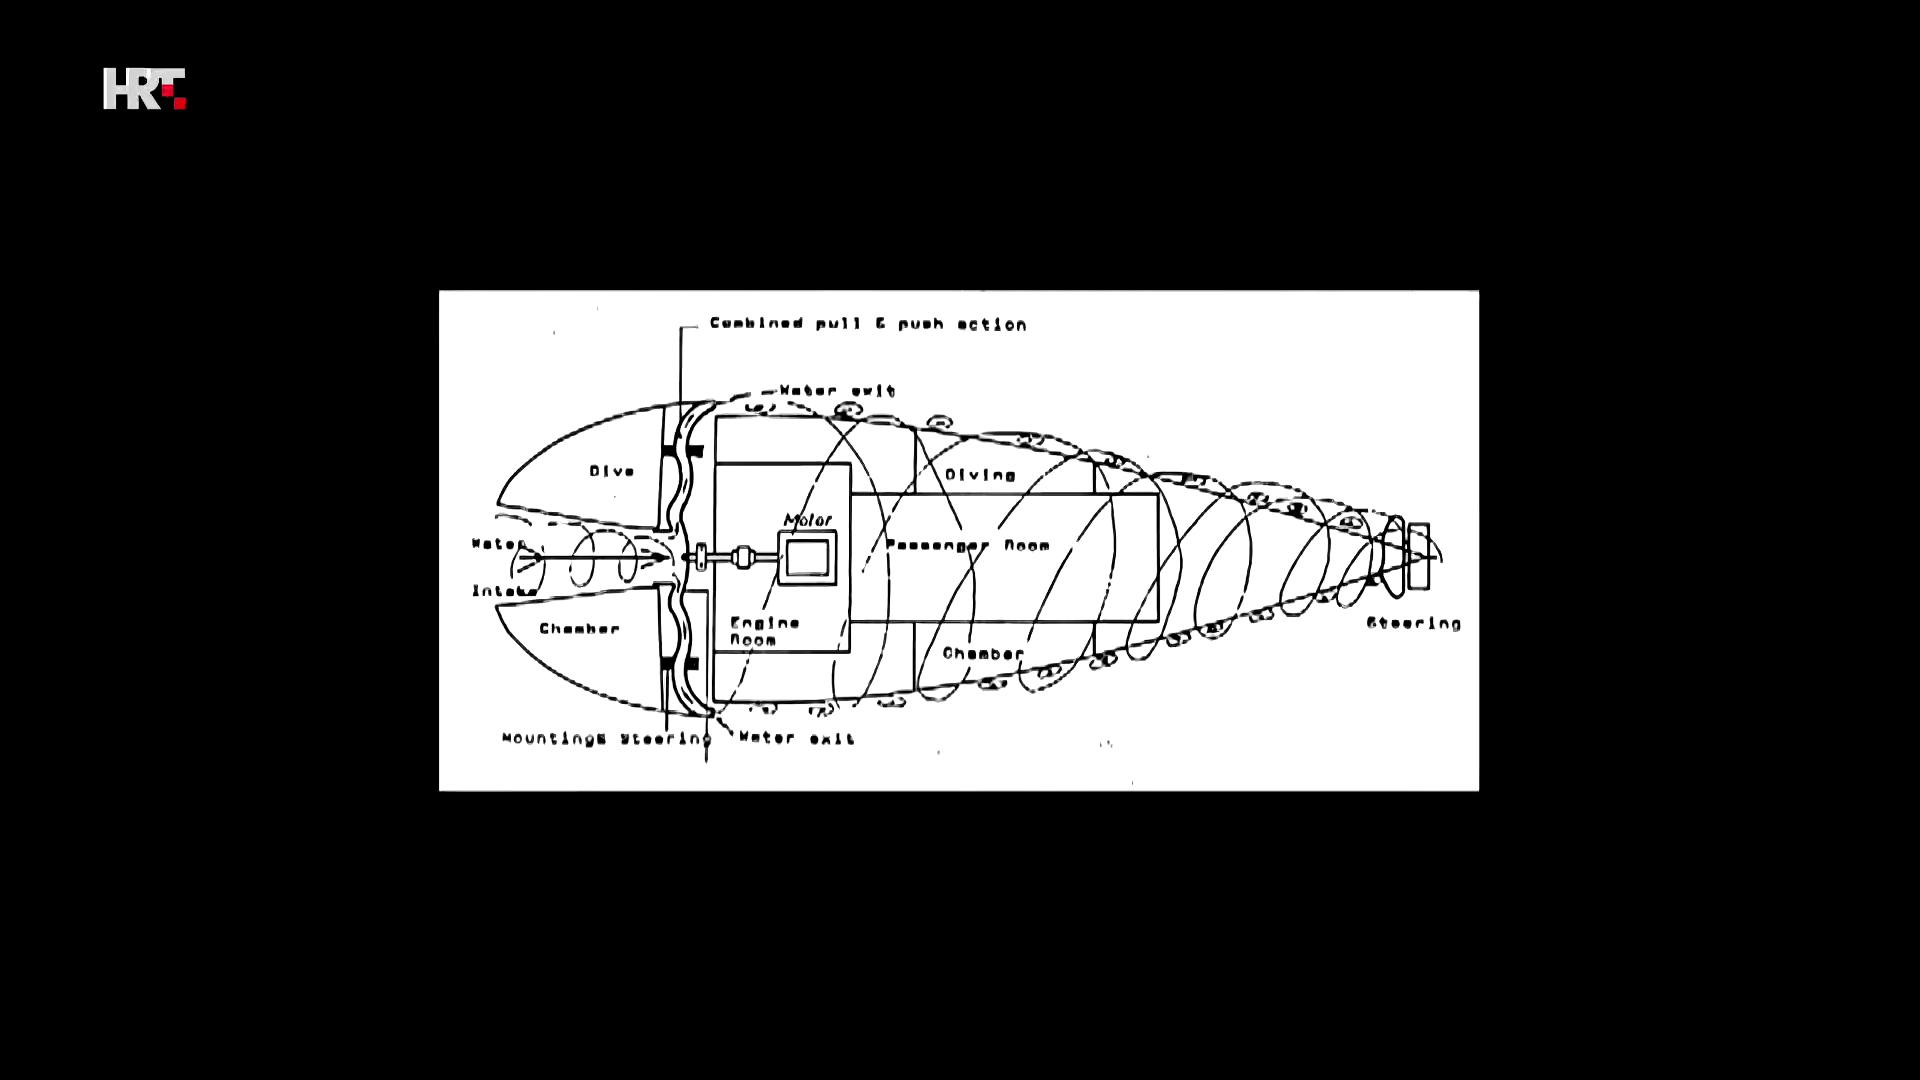 HRT
Combined pull & push action
Water exit
Dive
Diving
Motor
Water
Passenger Room
Intake
Engine
Room
Chamber
Steering
Chamber
Mounting& Steering
Water exit